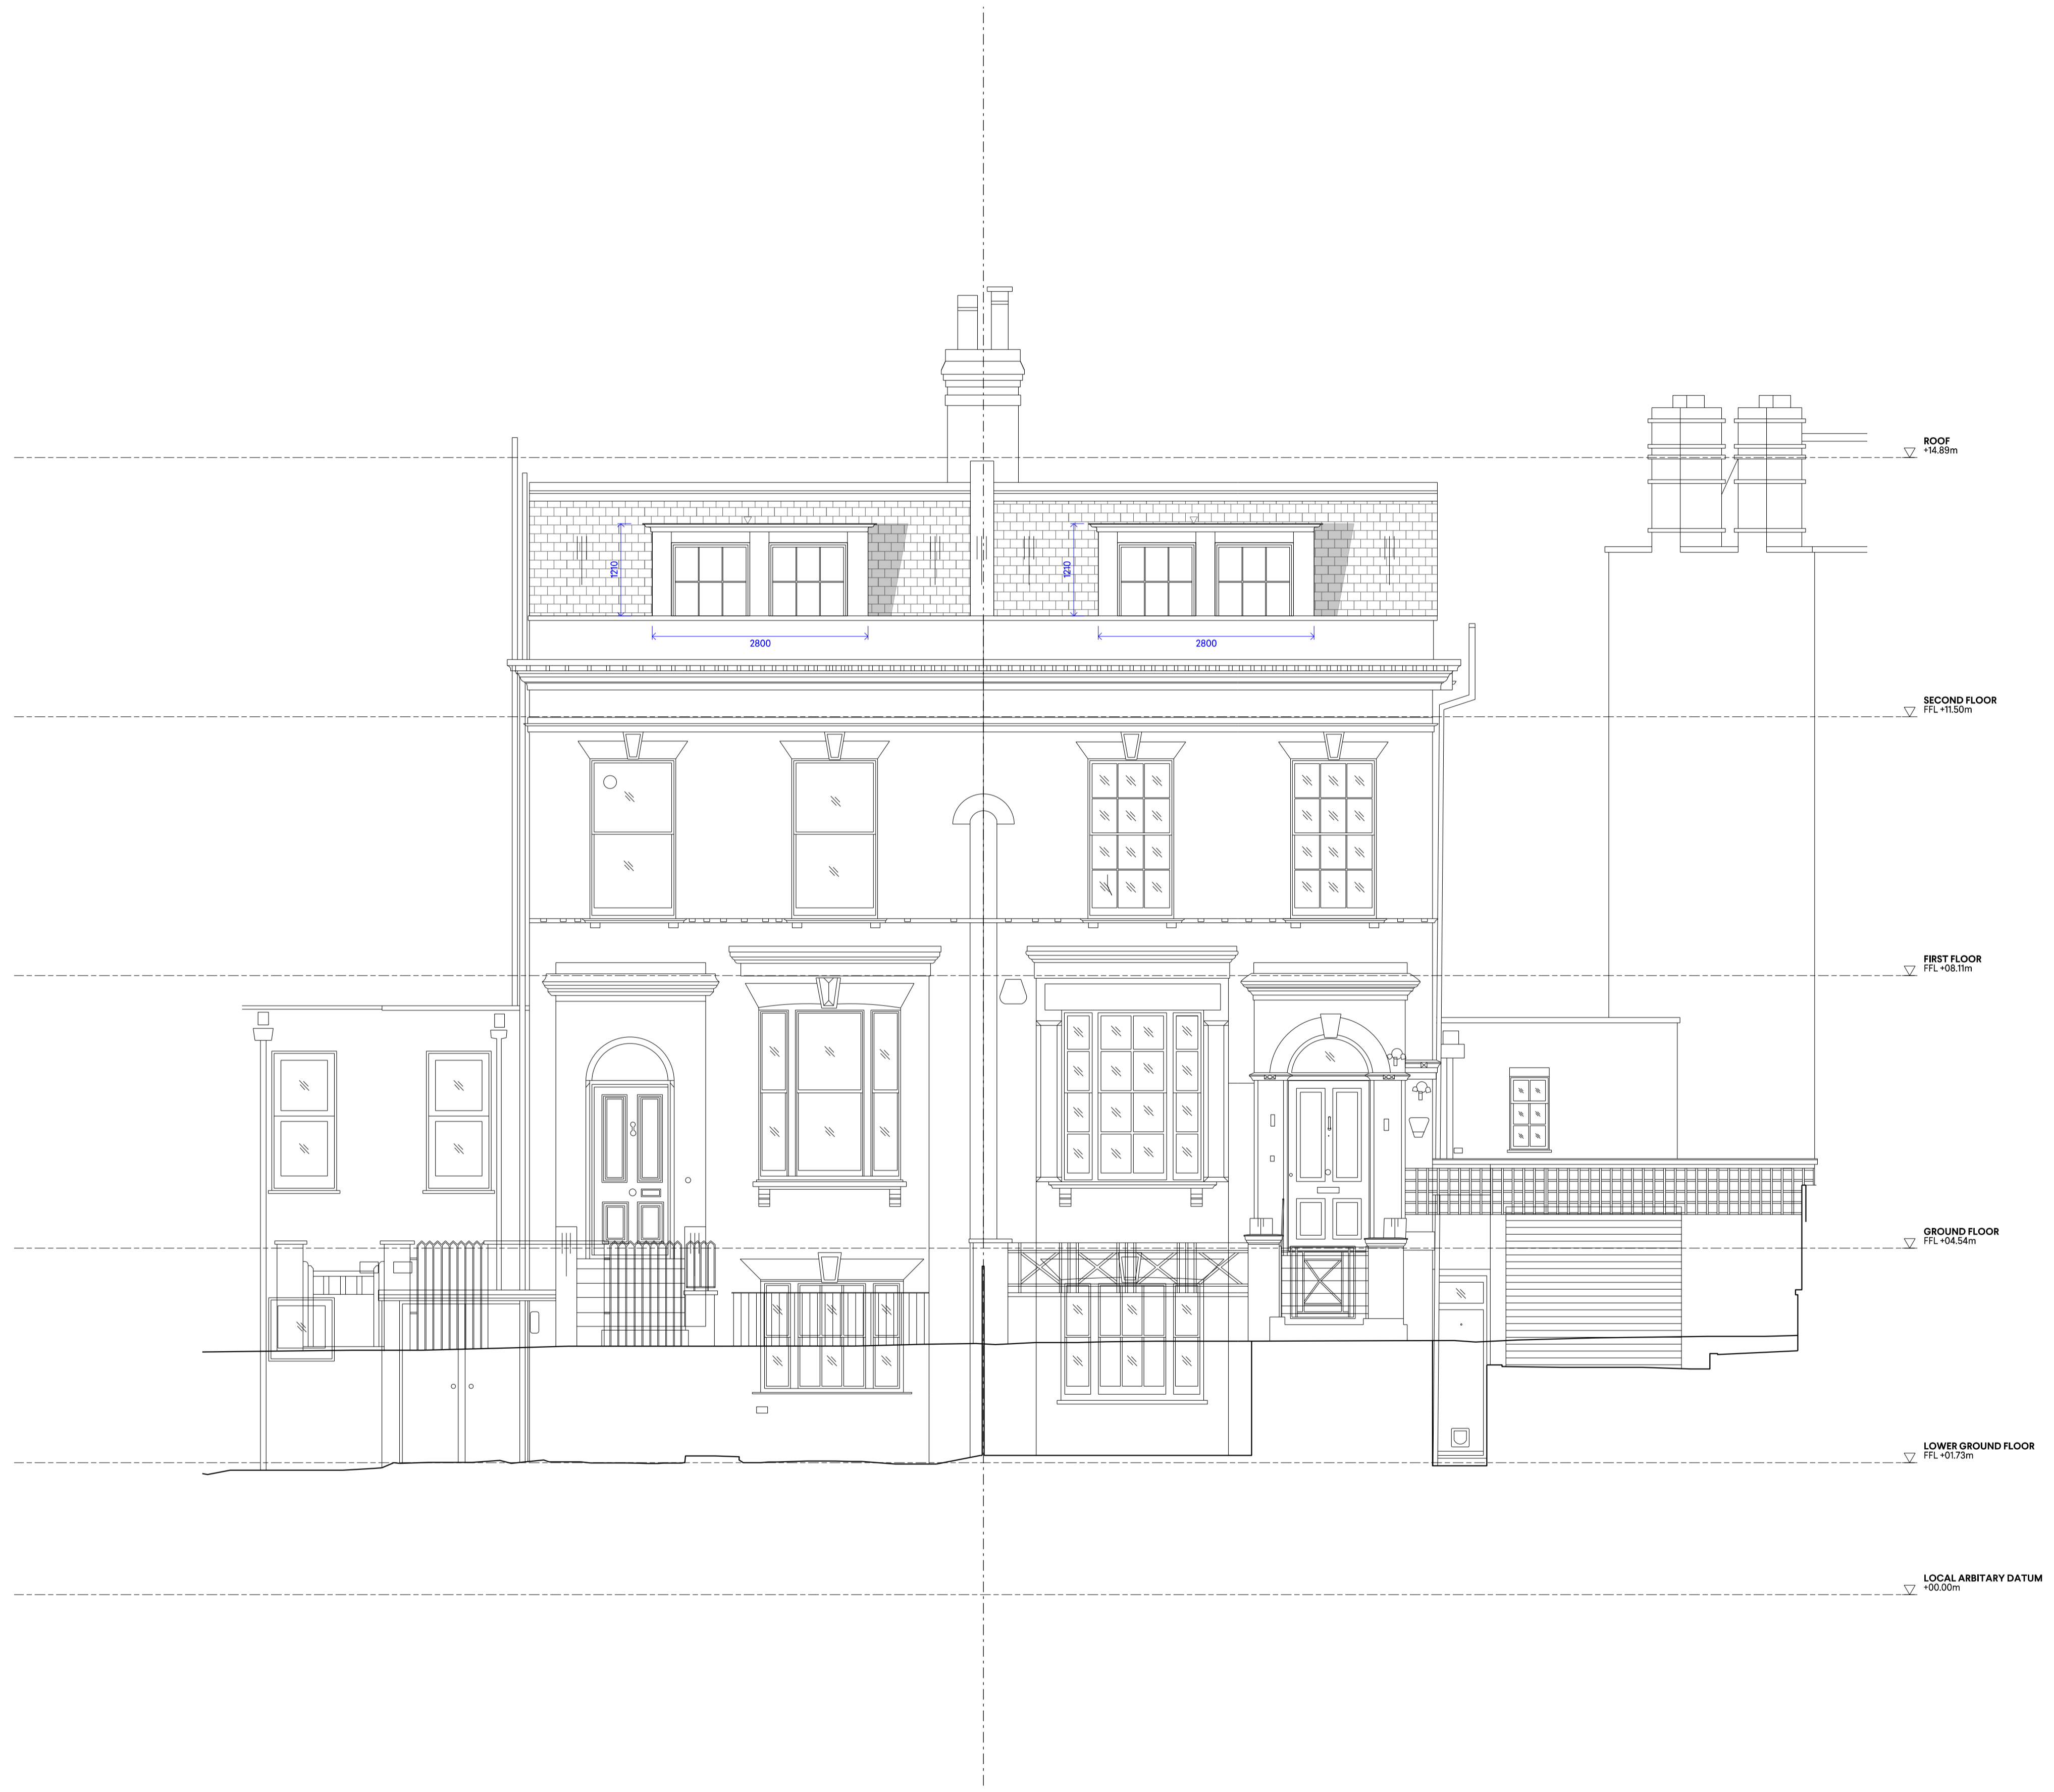 ROOF
+14.89m
1210
1210
2800
2800
SECOND FLOOR
FFL +11.50m
FIRST FLOOR
FFL +08.11m
GROUND FLOOR
FFL +04.54m
LOWER GROUND FLOOR
FFL +01.73m
LOCAL ARBITARY DATUM
+00.00m